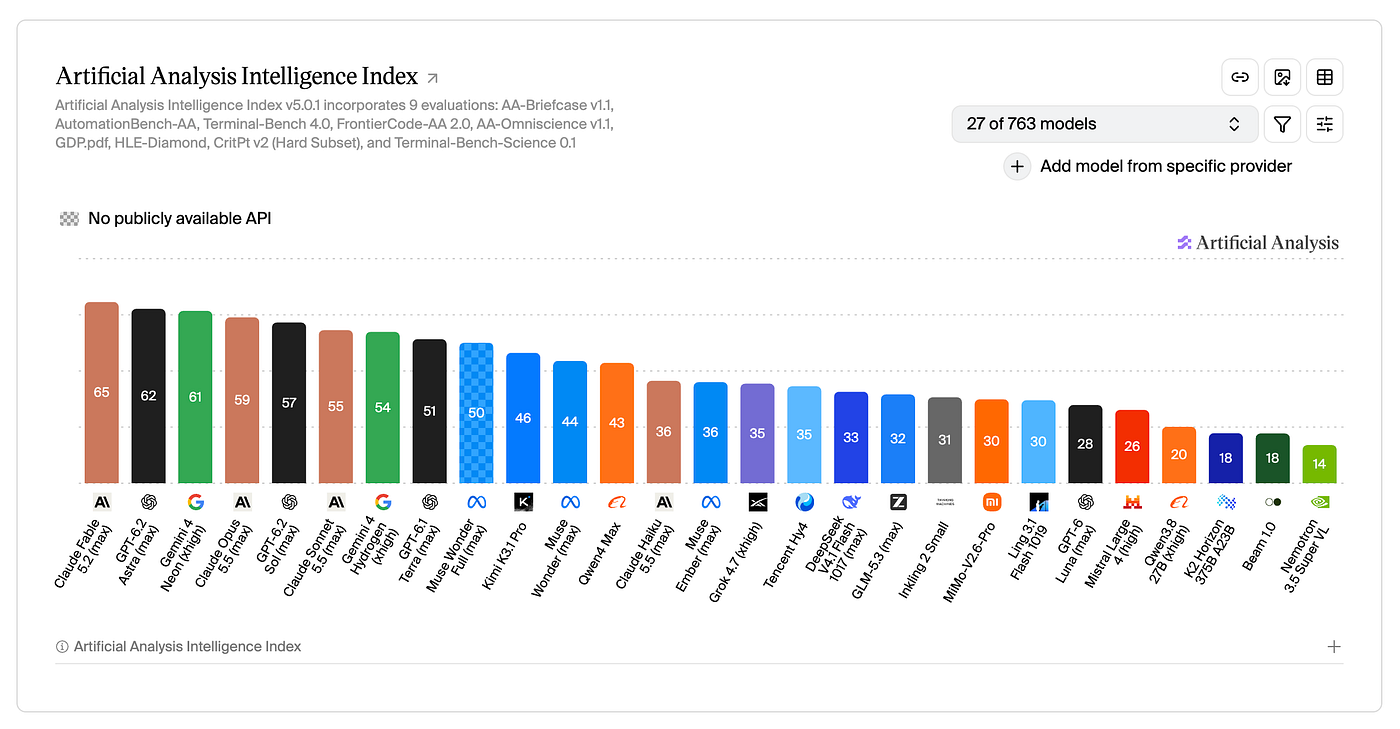 Artificial Analysis Intelligence Index
Artificial Analysis Intelligence Index v5.0.1 incorporates 9 evaluations: AA-Briefcase v1.1,
AutomationBench-AA, Terminal-Bench 4.0, FrontierCode-AA 2.0, AA-Omniscience v1.1,
GDP.pdf, HLE-Diamond, CritPt v2 (Hard Subset), and Terminal-Bench-Science 0.1
27 of 763 models
Add model from specific provider
No publicly available API
Artificial Analysis
65
62
61
59
57
55
54
51
50
46
44
43
36
36
35
35
33
32
31
30
30
28
26
20
18
18
14
THINKING
MACHINES
Claude Fable
5.2 (max)
GPT-6.2
Astra (max)
Gemini 4
Neon (xhigh)
Claude Opus
5.5 (max)
GPT-6.2
Sol (max)
Claude Sonnet
5.5 (max)
Gemini 4
Hydrogen
(xhigh)
GPT-6.1
Terra (max)
Muse Wonder
Full (max)
Kimi K3.1 Pro
Muse
Wonder (max)
Qwen4 Max
Claude Haiku
5.5 (max)
Muse
Ember (max)
Grok 4.7 (xhigh)
Tencent Hy4
DeepSeek
V4.1 Flash
1017 (max)
GLM-5.3 (max)
Inkling 2 Small
MiMo-V2.6-Pro
Ling 3.1
Flash 1019
GPT-6
Luna (max)
Mistral Large
4 (high)
Qwen3.8
27B (xhigh)
K2 Horizon
375B A23B
Beam 1.0
Nemotron
3.5 Super VL
Artificial Analysis Intelligence Index